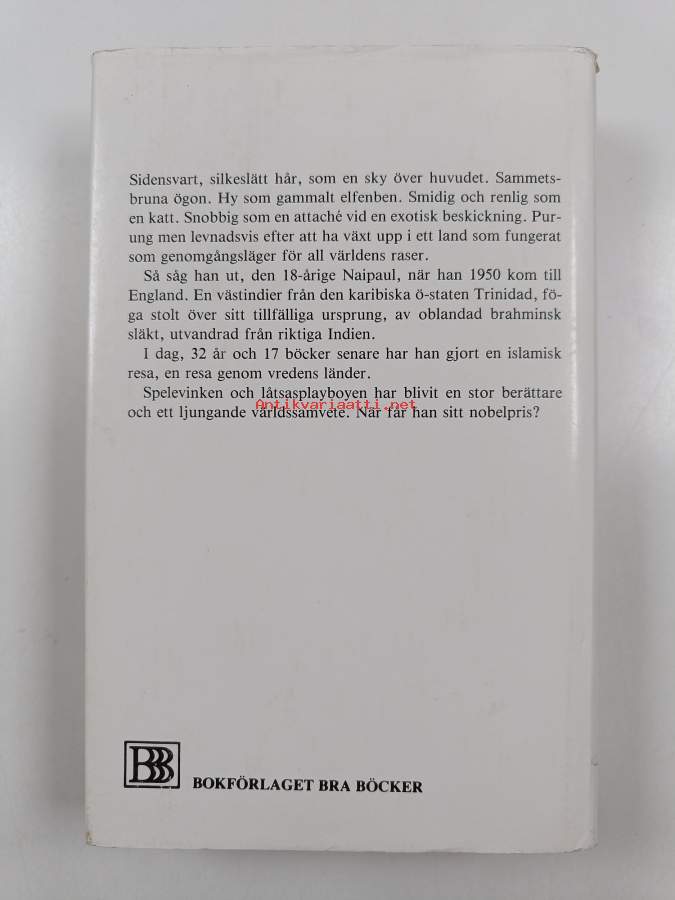 Sidensvart, silkeslätt hår, som en sky över huvudet. Sammets-
bruna ögon. Hy som gammalt elfenben. Smidig och renlig som
en katt. Snobbig som en attaché vid en exotisk beskickning. Pur-
ung men levnadsvis efter att ha växt upp i ett land som fungerat
som genomgångsläger för all världens raser.
Så såg han ut, den 18-årige Naipaul, när han 1950 kom till
England. En västindier från den karibiska ö-staten Trinidad, fö-
ga stolt över sitt tillfälliga ursprung, av oblandad brahminsk
släkt, utvandrad från riktiga Indien.
I dag, 32 år och 17 böcker senare har han gjort en islamisk
resa, en resa genom vredens länder.
Spelevinken och låtsasplayboyen har blivit en stor berättare
Antikvariaatti.net
och ett ljungande världssamvete. När får han sitt nobelpris?
BBB
BOKFÖRLAGET BRA BÖCKER